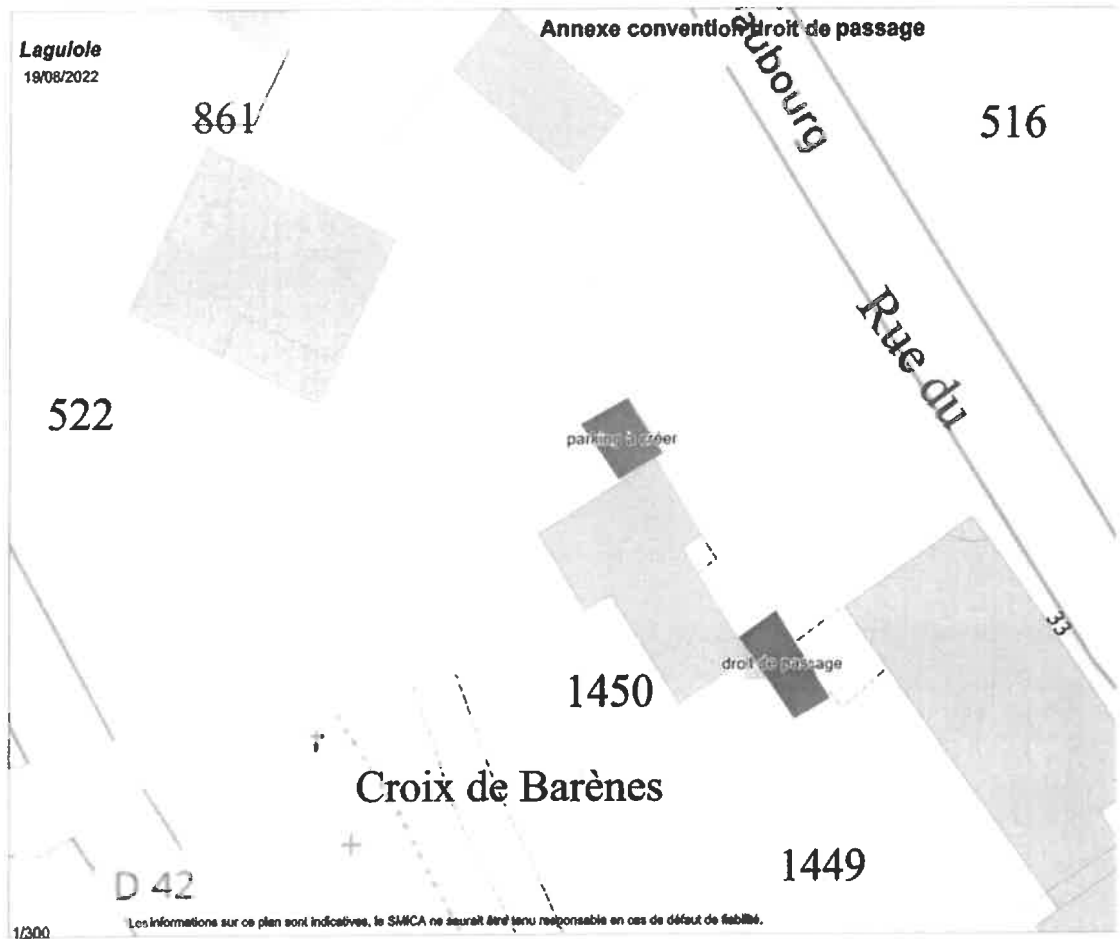 Annexe convention droit de passage
Laguiole
19/08/2022
861
516
Rue du
aubourg
522
parking à créer
33
droit de passage
1450
Croix de Barènes
1449
D 42
Les informations sur ce plan sont indicatives, le SMICA ne saurait être tenu responsable en cas de défaut de fiabilité.
1/300